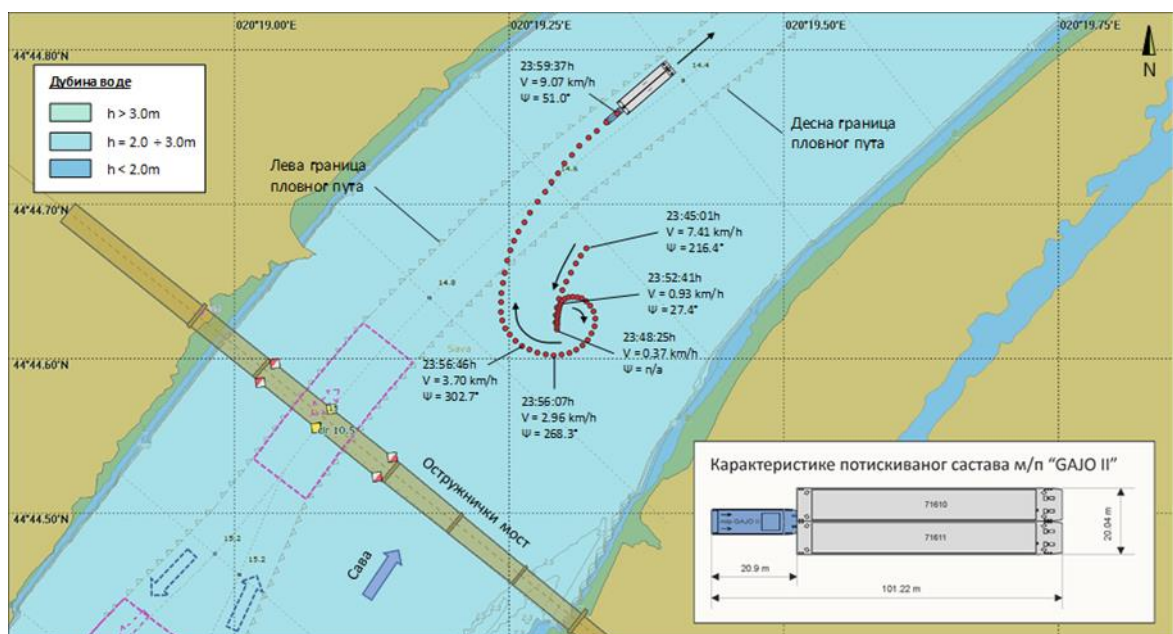 020°19.00'E
020°19.25'E
020°19.50'E
020°19.75'E
44°44.80'N
44°44.70'N
44°44.60'N
44°44.50'N
N
Дубина воде
h > 3.0m
h = 2.0 ÷ 3.0m
h < 2.0m
23:59:37h
V = 9.07 km/h
Ψ = 51.0°
14.4
Десна граница
пловног пута
Лева граница
пловног пута
14.6
23:45:01h
V = 7.41 km/h
Ψ = 216.4°
23:52:41h
V = 0.93 km/h
Ψ = 27.4°
14.8
23:48:25h
V = 0.37 km/h
Ψ = n/a
Sava
23:56:46h
V = 3.70 km/h
Ψ = 302.7°
23:56:07h
V = 2.96 km/h
Ψ = 268.3°
Остружнички мост
15.2
15.2
Сава
Карактеристике потискиваног састава м/п “GAJO II”
71610
71611
m/p GAJO II
20.9 m
101.22 m
20.04 m